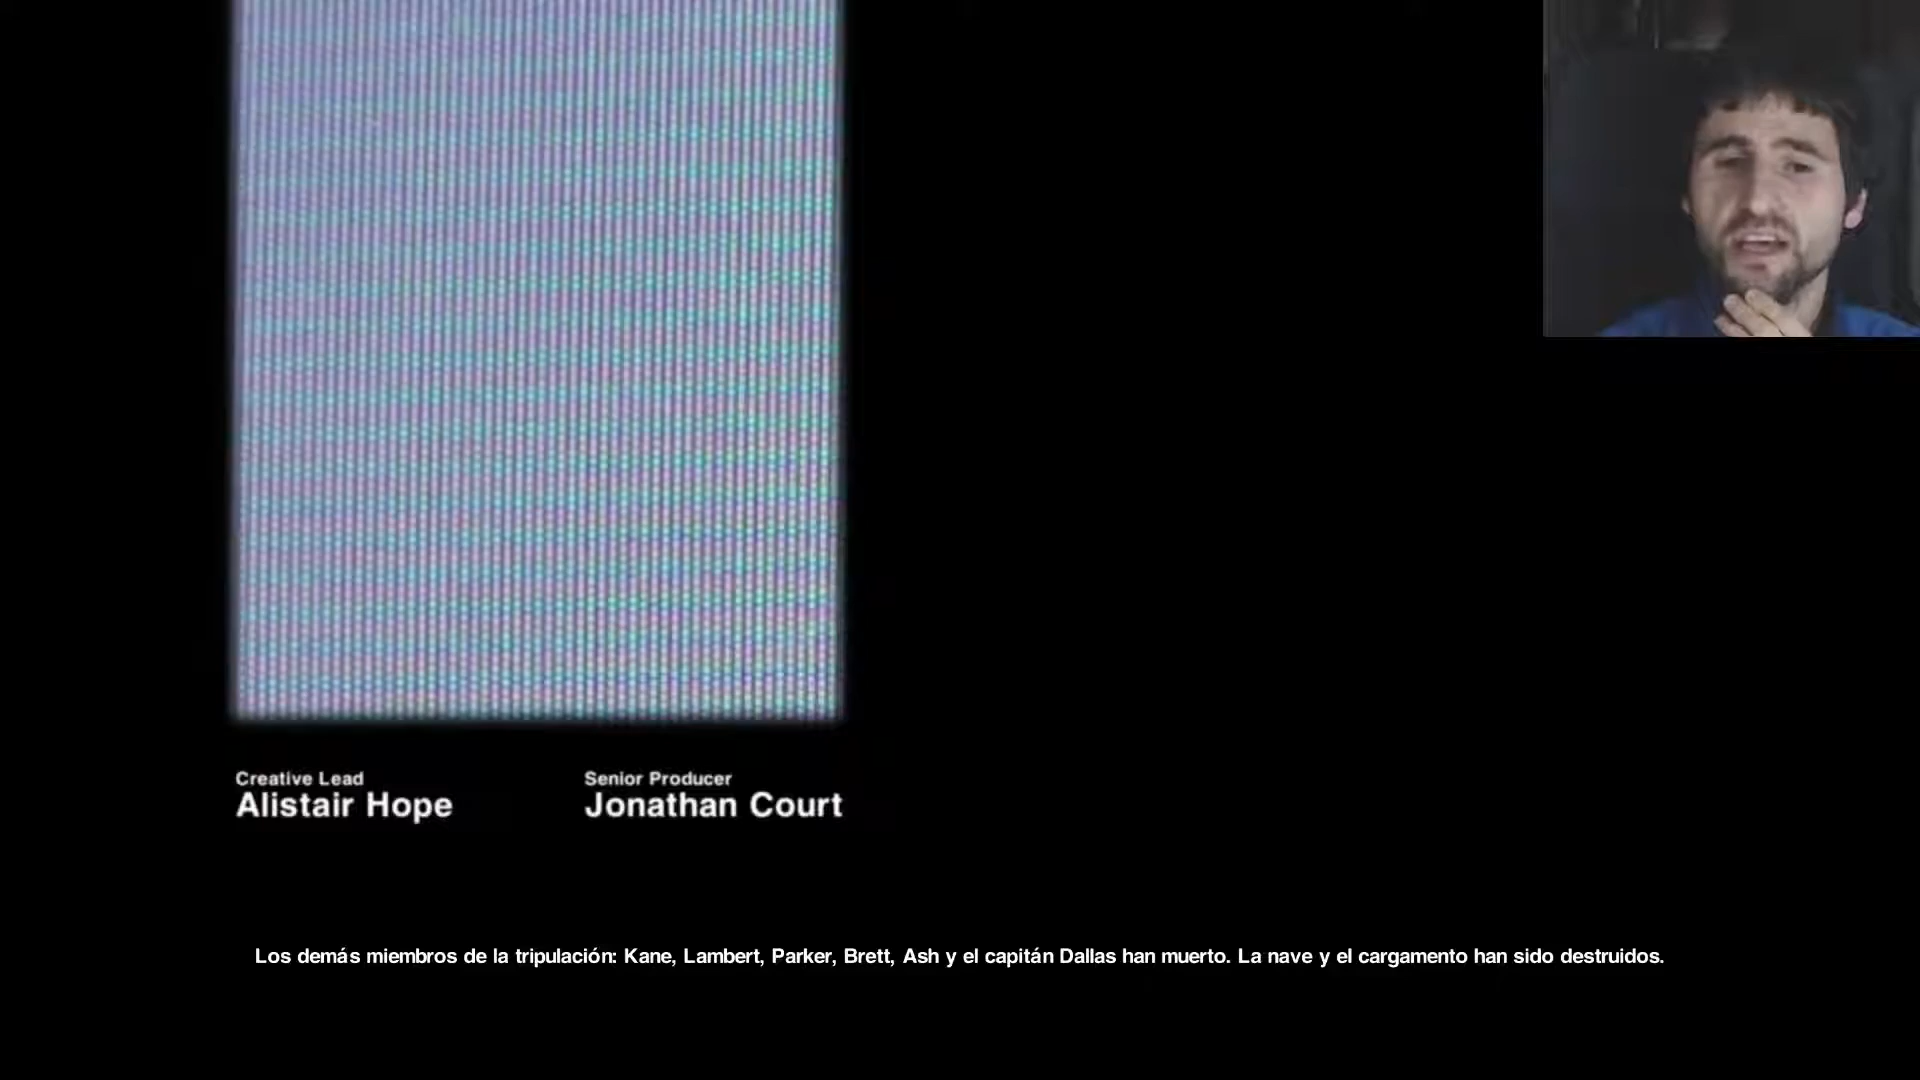 Creative Lead
Alistair Hope
Senior Producer
Jonathan Court
Los demás miembros de la tripulación: Kane, Lambert, Parker, Brett, Ash y el capitán Dallas han muerto. La nave y el cargamento han sido destruidos.